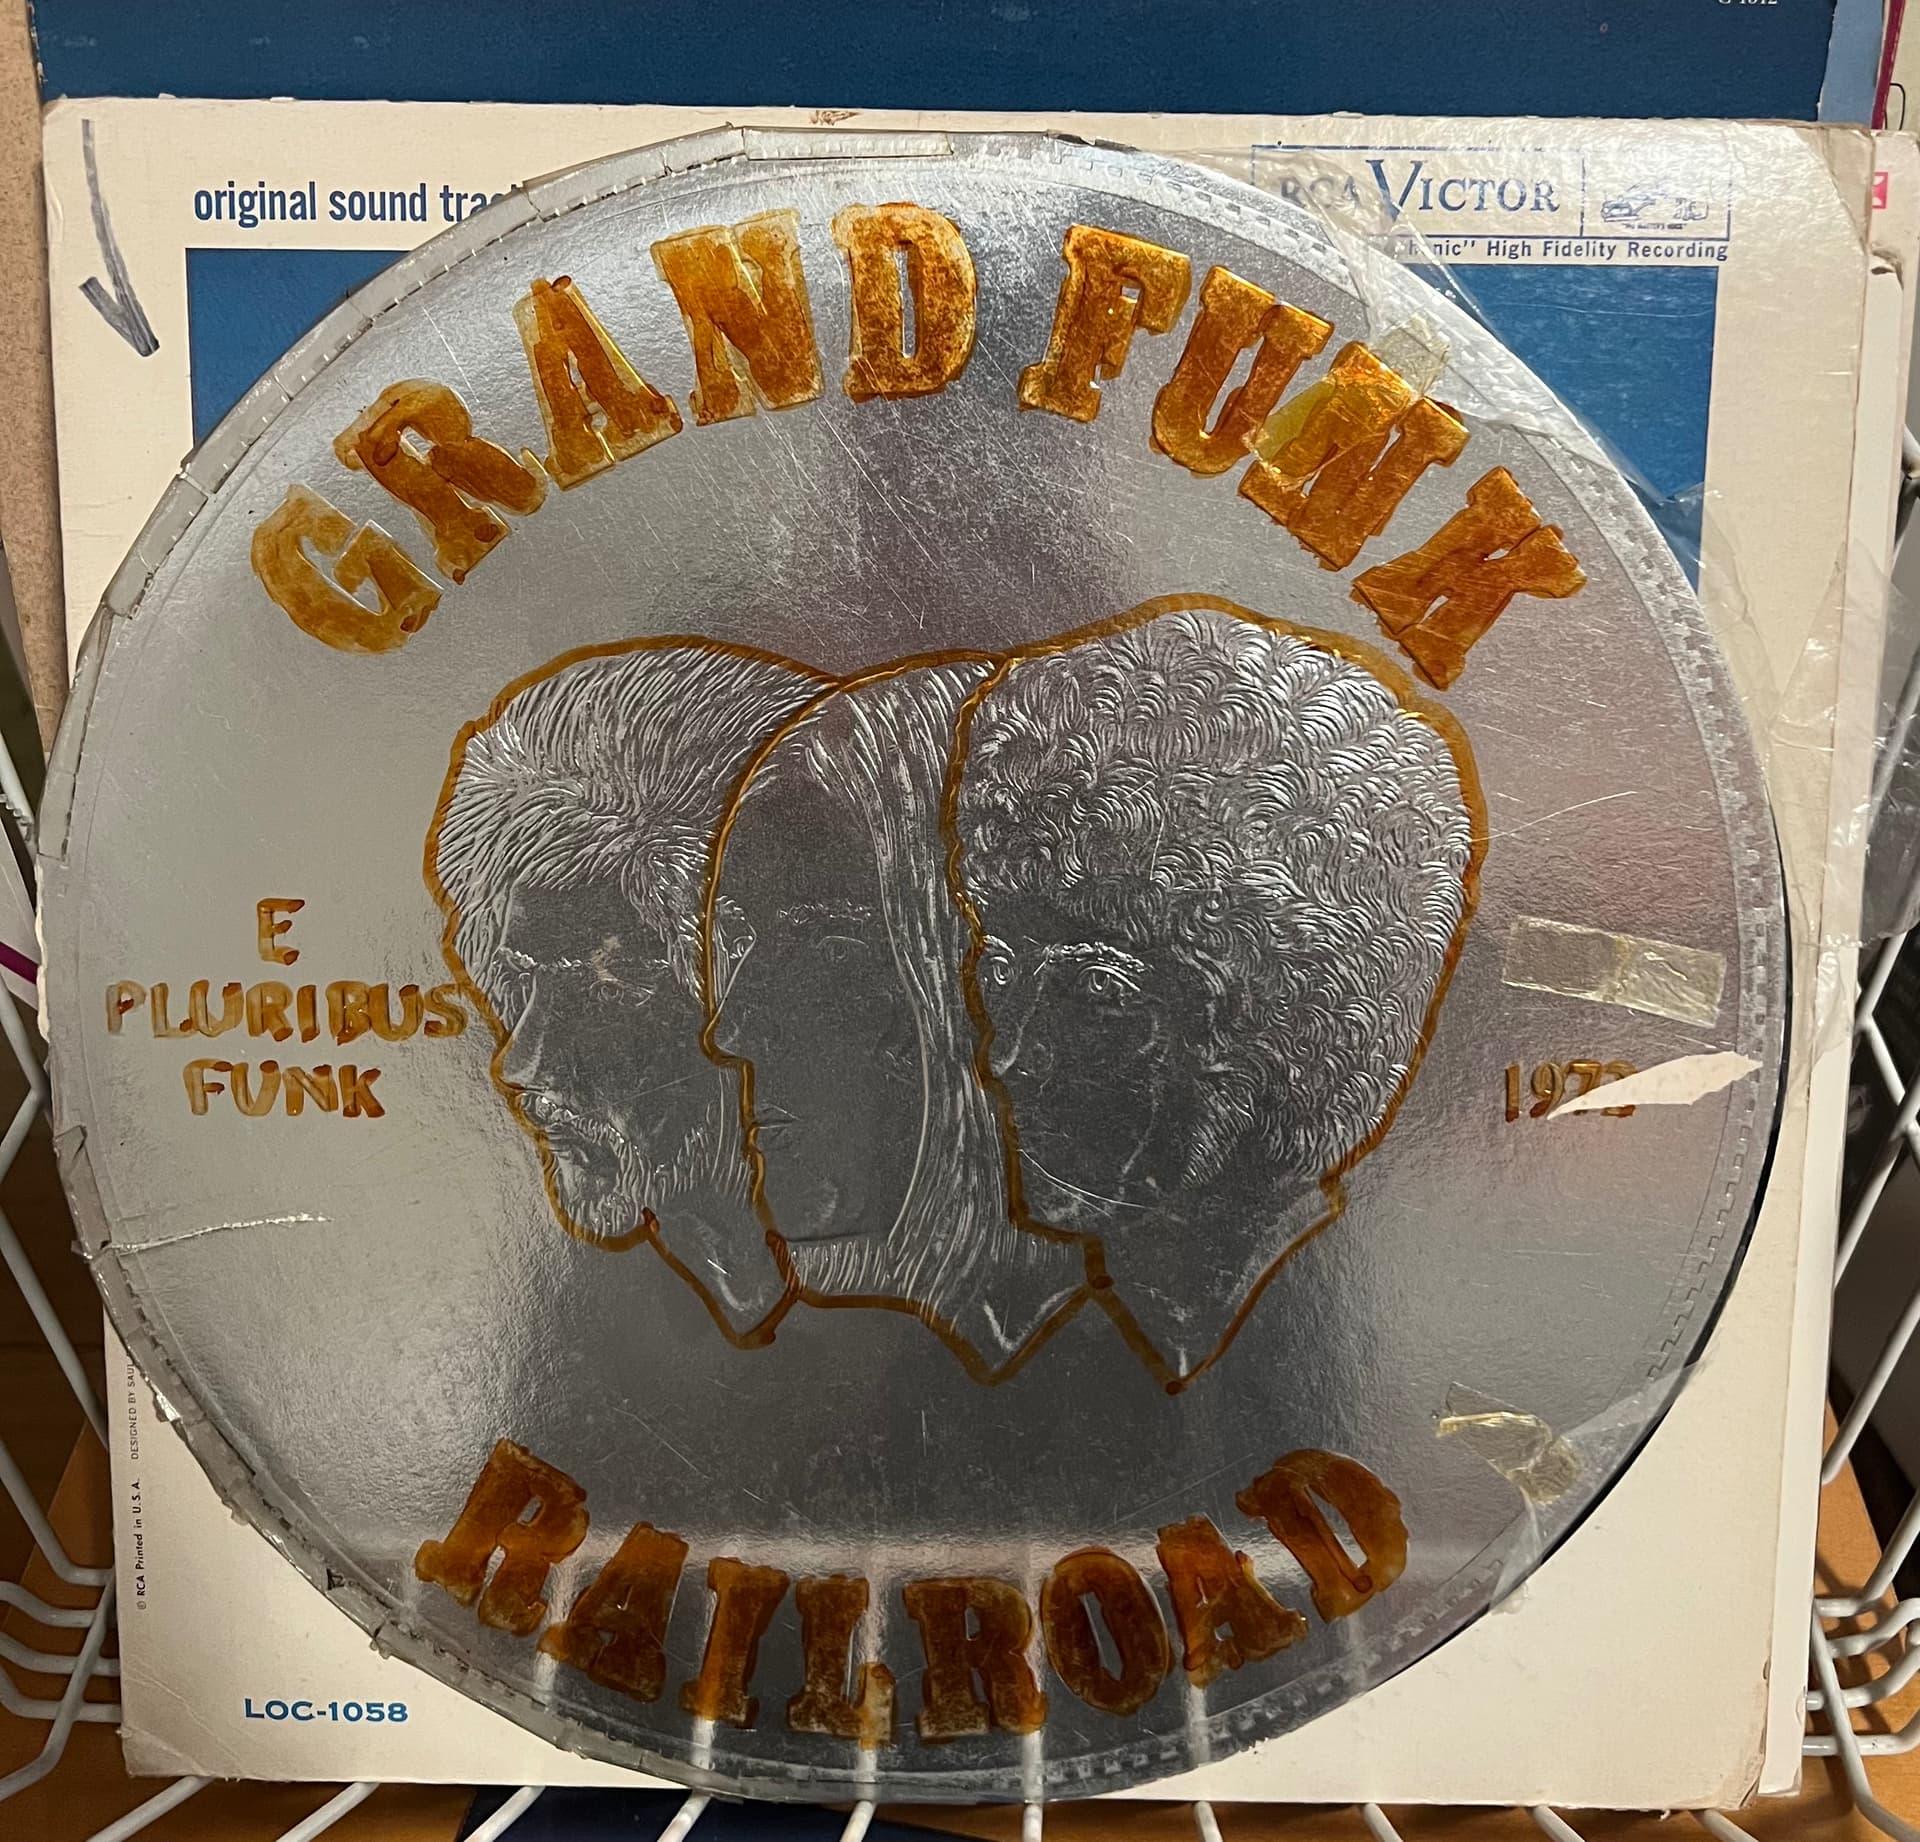 original sound
RCA VICTOR
High Fidelity Recording
GRAND FUNK
E
PLURIBUS
FUNK
1972
RAILROAD
© RCA Printed in U.S.A. DESIGNED BY
LOC-1058